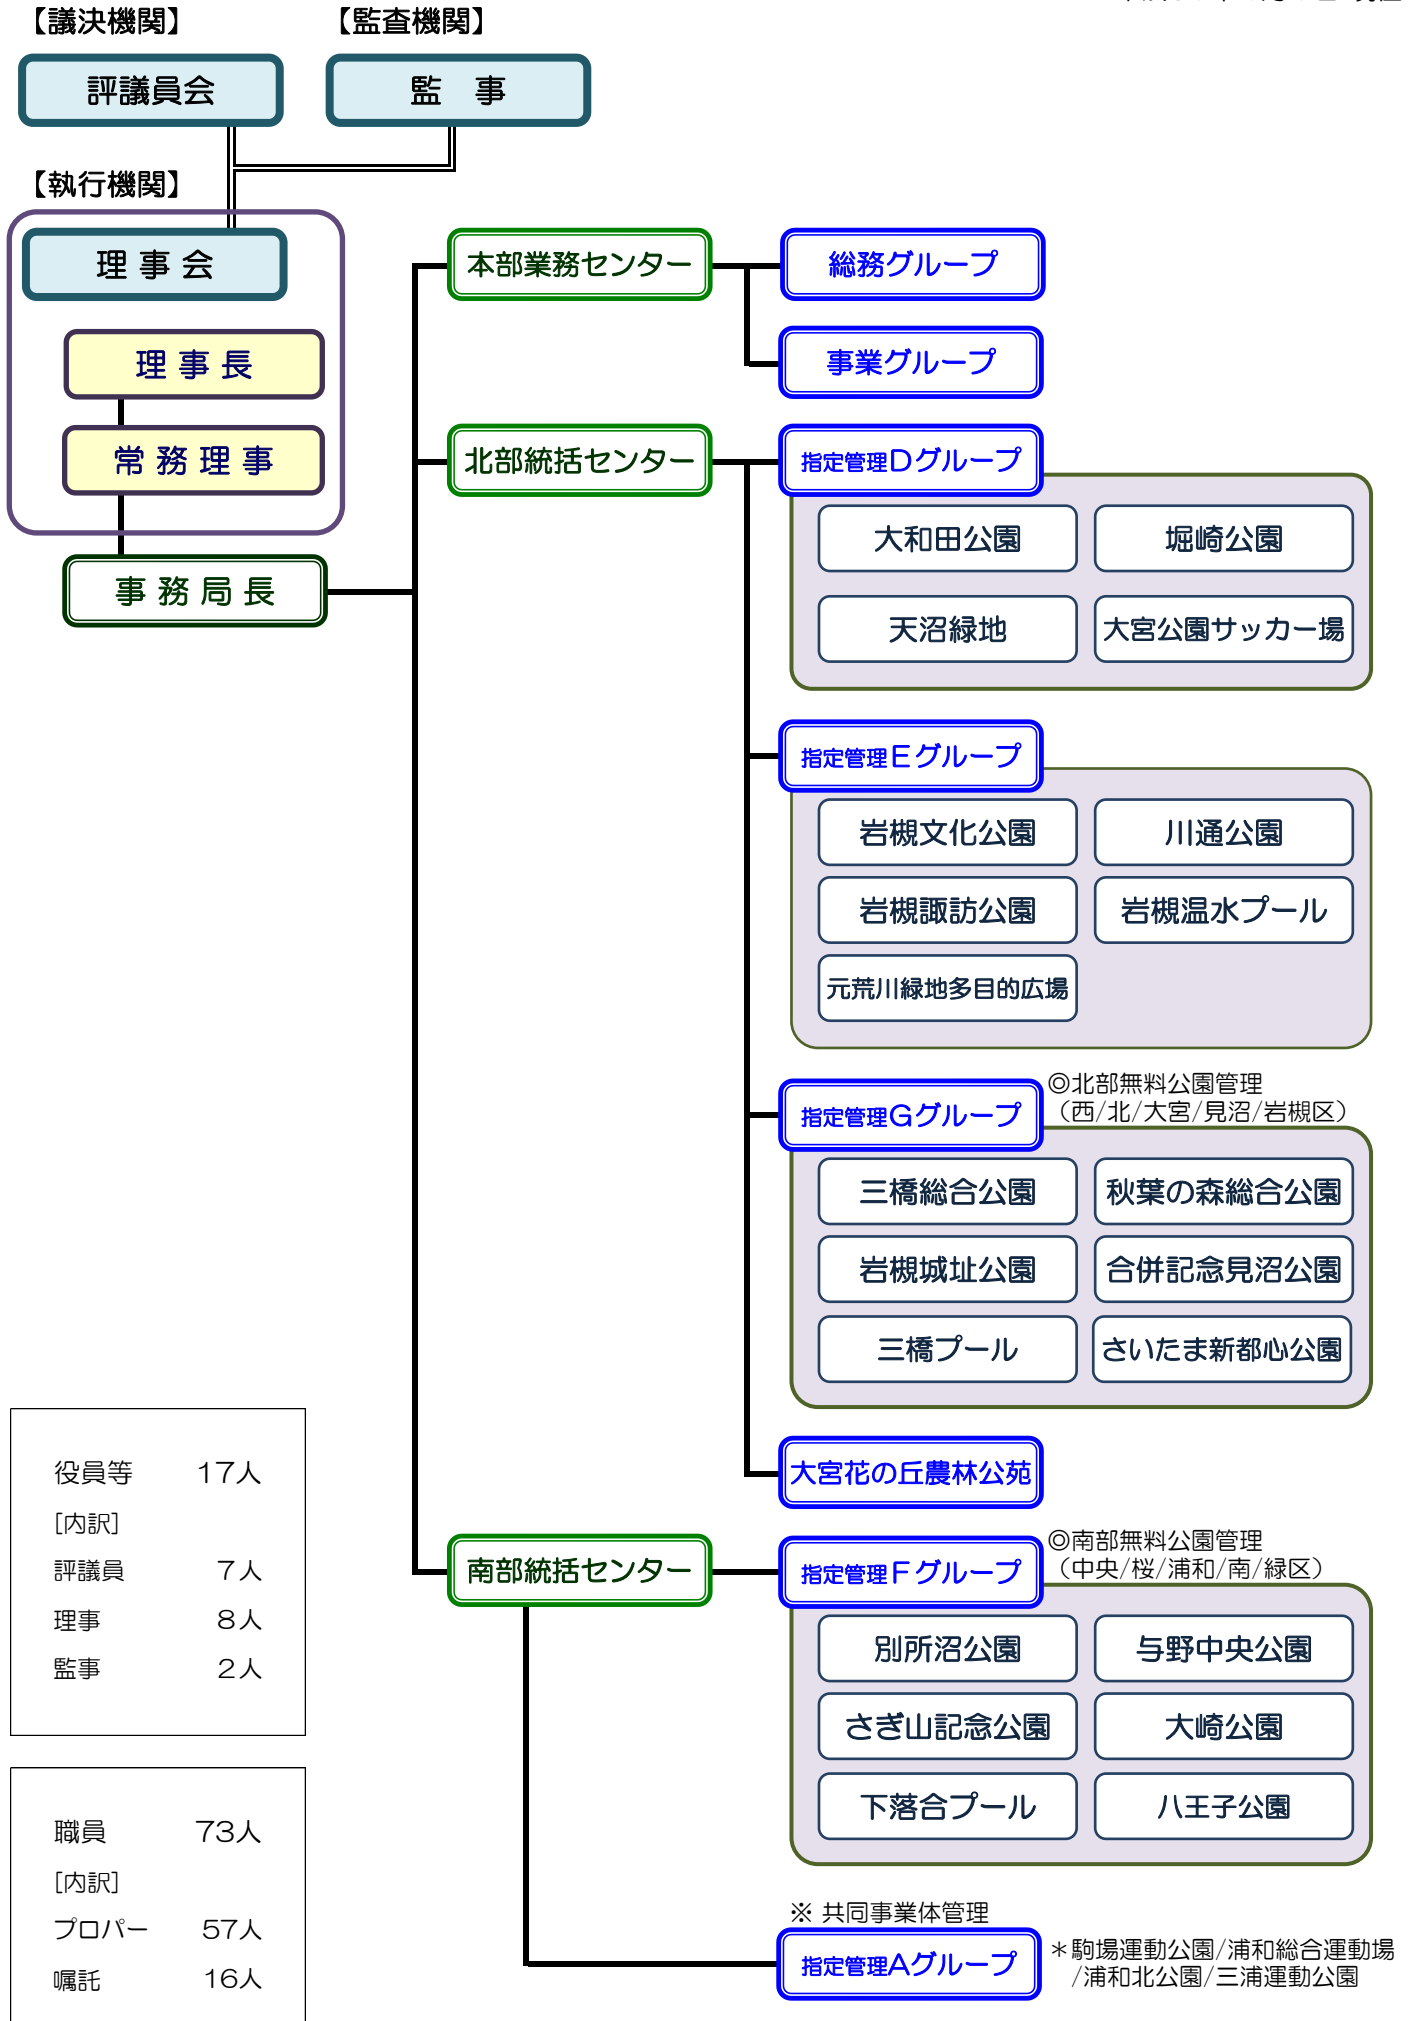 【議決機関】
【監査機関】
評議員会
監　事
【執行機関】
理 事 会
理 事 長
常 務 理 事
事 務 局 長
本部業務センター
総務グループ
事業グループ
北部統括センター
指定管理Dグループ
大和田公園
堀崎公園
天沼緑地
大宮公園サッカー場
指定管理Eグループ
岩槻文化公園
川通公園
岩槻諏訪公園
岩槻温水プール
元荒川緑地多目的広場
指定管理Gグループ
◎北部無料公園管理
（西/北/大宮/見沼/岩槻区）
三橋総合公園
秋葉の森総合公園
岩槻城址公園
合併記念見沼公園
三橋プール
さいたま新都心公園
大宮花の丘農林公苑
南部統括センター
指定管理Fグループ
◎南部無料公園管理
（中央/桜/浦和/南/緑区）
別所沼公園
与野中央公園
さぎ山記念公園
大崎公園
下落合プール
八王子公園
※ 共同事業体管理
指定管理Aグループ
＊駒場運動公園/浦和総合運動場
/浦和北公園/三浦運動公園
役員等　17人
[内訳]
評議員　7人
理事　8人
監事　2人
職員　73人
[内訳]
プロパー　57人
嘱託　16人